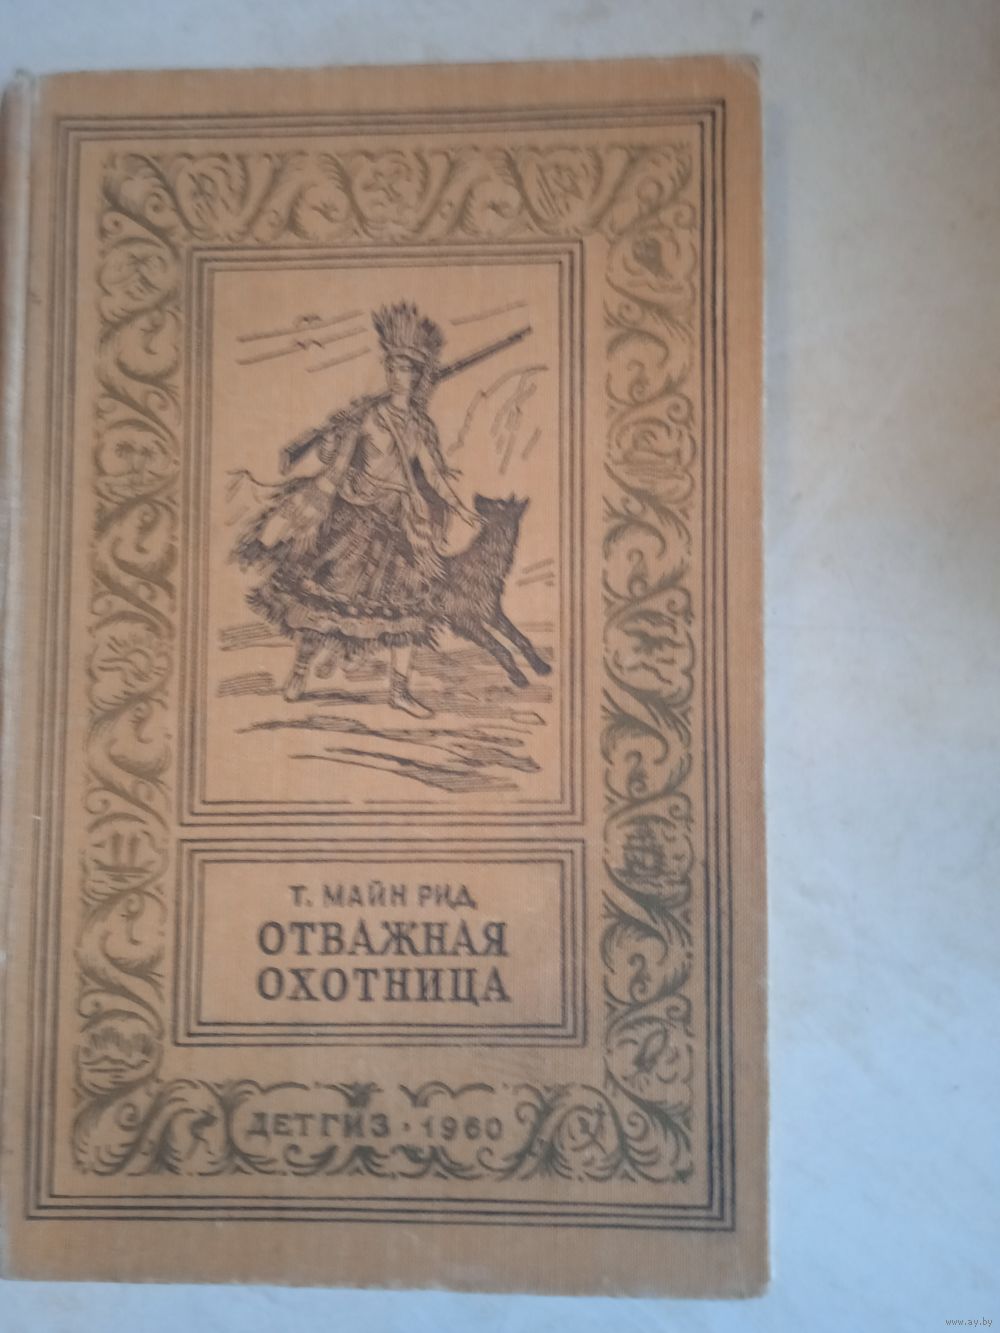 Т. МАЙН РИД
ОТВАЖНАЯ
ОХОТНИЦА
ДЕТГИЗ · 1960
www.ay.by